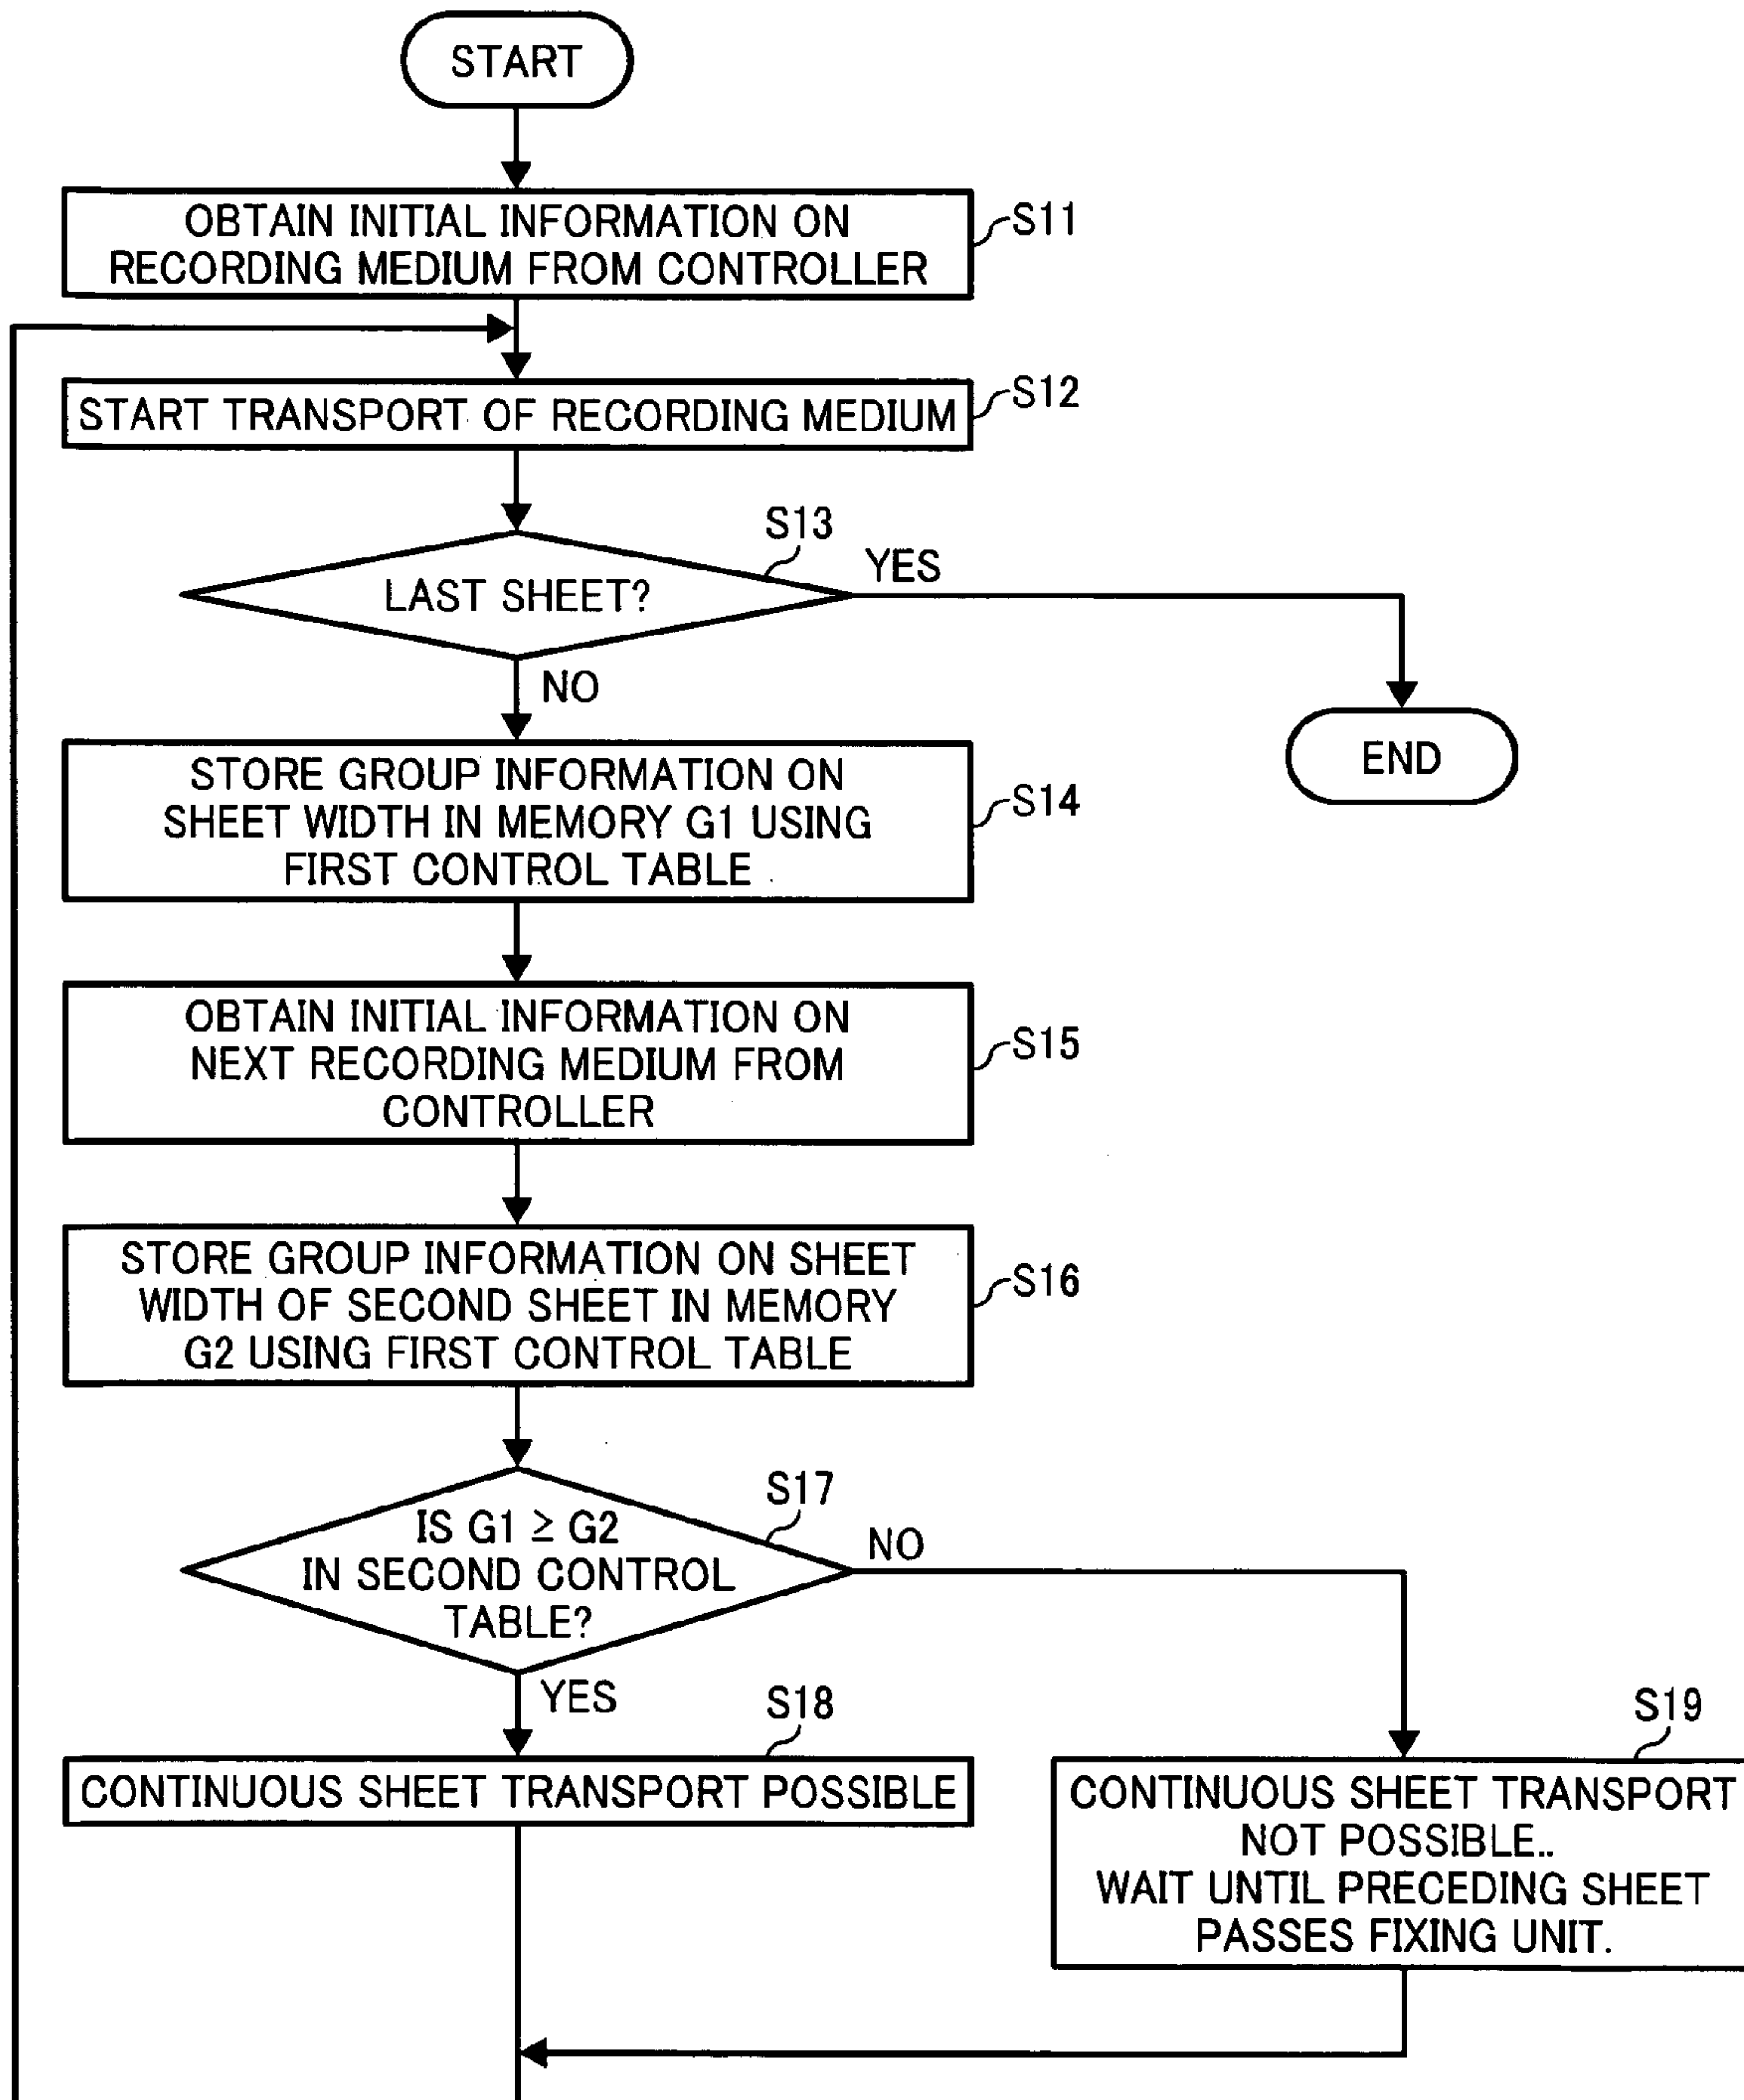 START
OBTAIN INITIAL INFORMATION ON
RECORDING MEDIUM FROM CONTROLLER
S11
START TRANSPORT OF RECORDING MEDIUM
S12
S13
LAST SHEET?
YES
NO
END
STORE GROUP INFORMATION ON
SHEET WIDTH IN MEMORY G1 USING
FIRST CONTROL TABLE
S14
OBTAIN INITIAL INFORMATION ON
NEXT RECORDING MEDIUM FROM
CONTROLLER
S15
STORE GROUP INFORMATION ON SHEET
WIDTH OF SECOND SHEET IN MEMORY
G2 USING FIRST CONTROL TABLE
S16
S17
IS G1 ≥ G2
IN SECOND CONTROL
TABLE?
NO
YES
S18
CONTINUOUS SHEET TRANSPORT POSSIBLE
S19
CONTINUOUS SHEET TRANSPORT
NOT POSSIBLE..
WAIT UNTIL PRECEDING SHEET
PASSES FIXING UNIT.